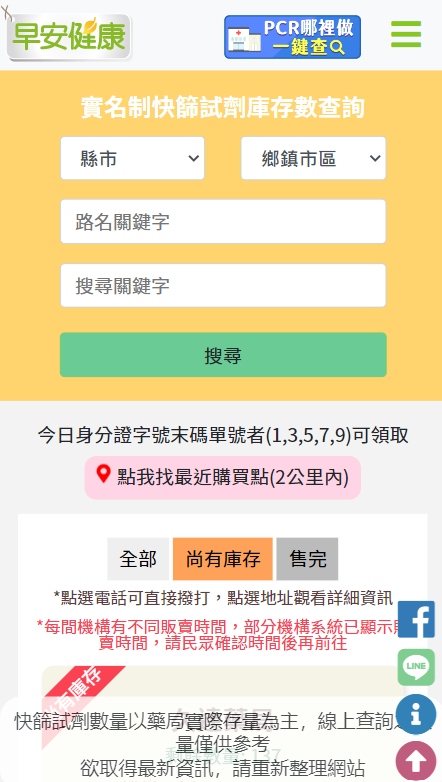 早安健康
PCR哪裡做
一鍵查
實名制快篩試劑庫存數查詢
縣市
鄉鎮市區
路名關鍵字
搜尋關鍵字
搜尋
今日身分證字號末碼單號者(1,3,5,7,9)可領取
點我找最近購買點(2公里內)
全部
尚有庫存
售完
*點選電話可直接撥打，點選地址觀看詳細資訊
*每間機構有不同販賣時間，部分機構系統已顯示
賣時間，請民眾確認時間後再前往
尚有庫存
快篩試劑數量以藥局實際存量為主，線上查詢
量僅供參考
欲取得最新資訊，請重新整理網站
LINE